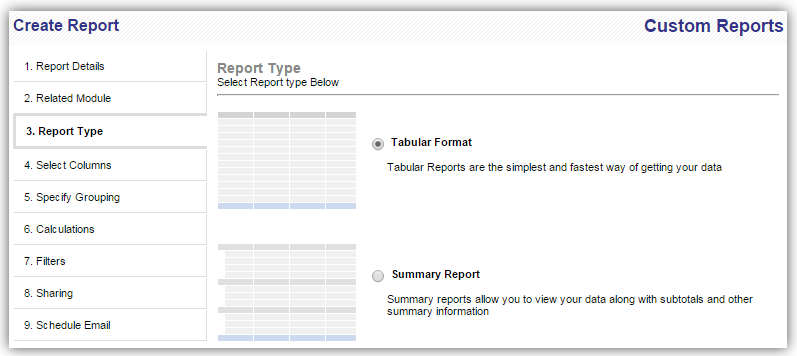 Create Report
Custom Reports
1. Report Details
2. Related Module
3. Report Type
4. Select Columns
5. Specify Grouping
6. Calculations
7. Filters
8. Sharing
9. Schedule Email
Report Type
Select Report type Below
Tabular Format
Tabular Reports are the simplest and fastest way of getting your data
Summary Report
Summary reports allow you to view your data along with subtotals and other
summary information